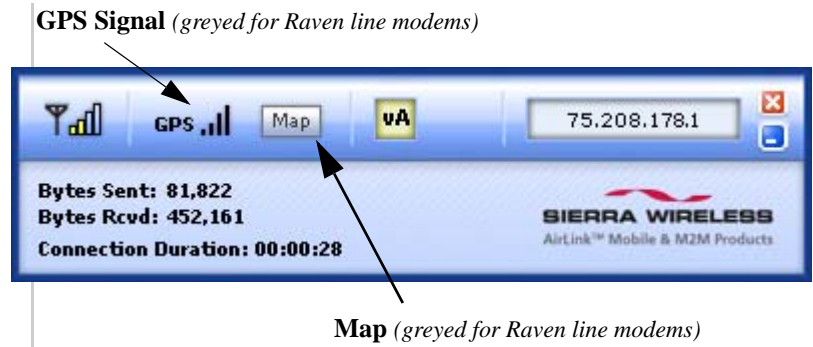 GPS Signal (greyed for Raven line modems)
GPS Map vA 75.208.178.1
Bytes Sent: 81,822
Bytes Rcvd: 452,161
Connection Duration: 00:00:28
SIERRA WIRELESS
AirLink™ Mobile & M2M Products
Map (greyed for Raven line modems)